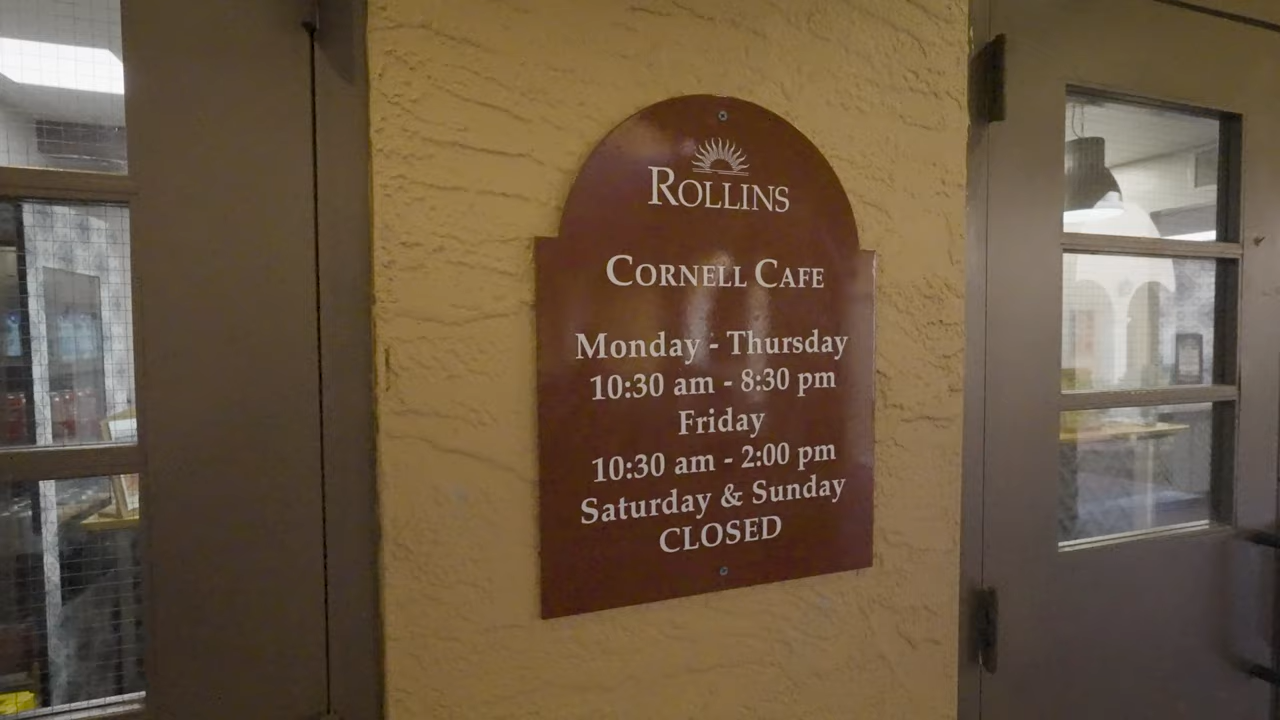 ROLLINS
CORNELL CAFE
Monday - Thursday
10:30 am - 8:30 pm
Friday
10:30 am - 2:00 pm
Saturday & Sunday
CLOSED